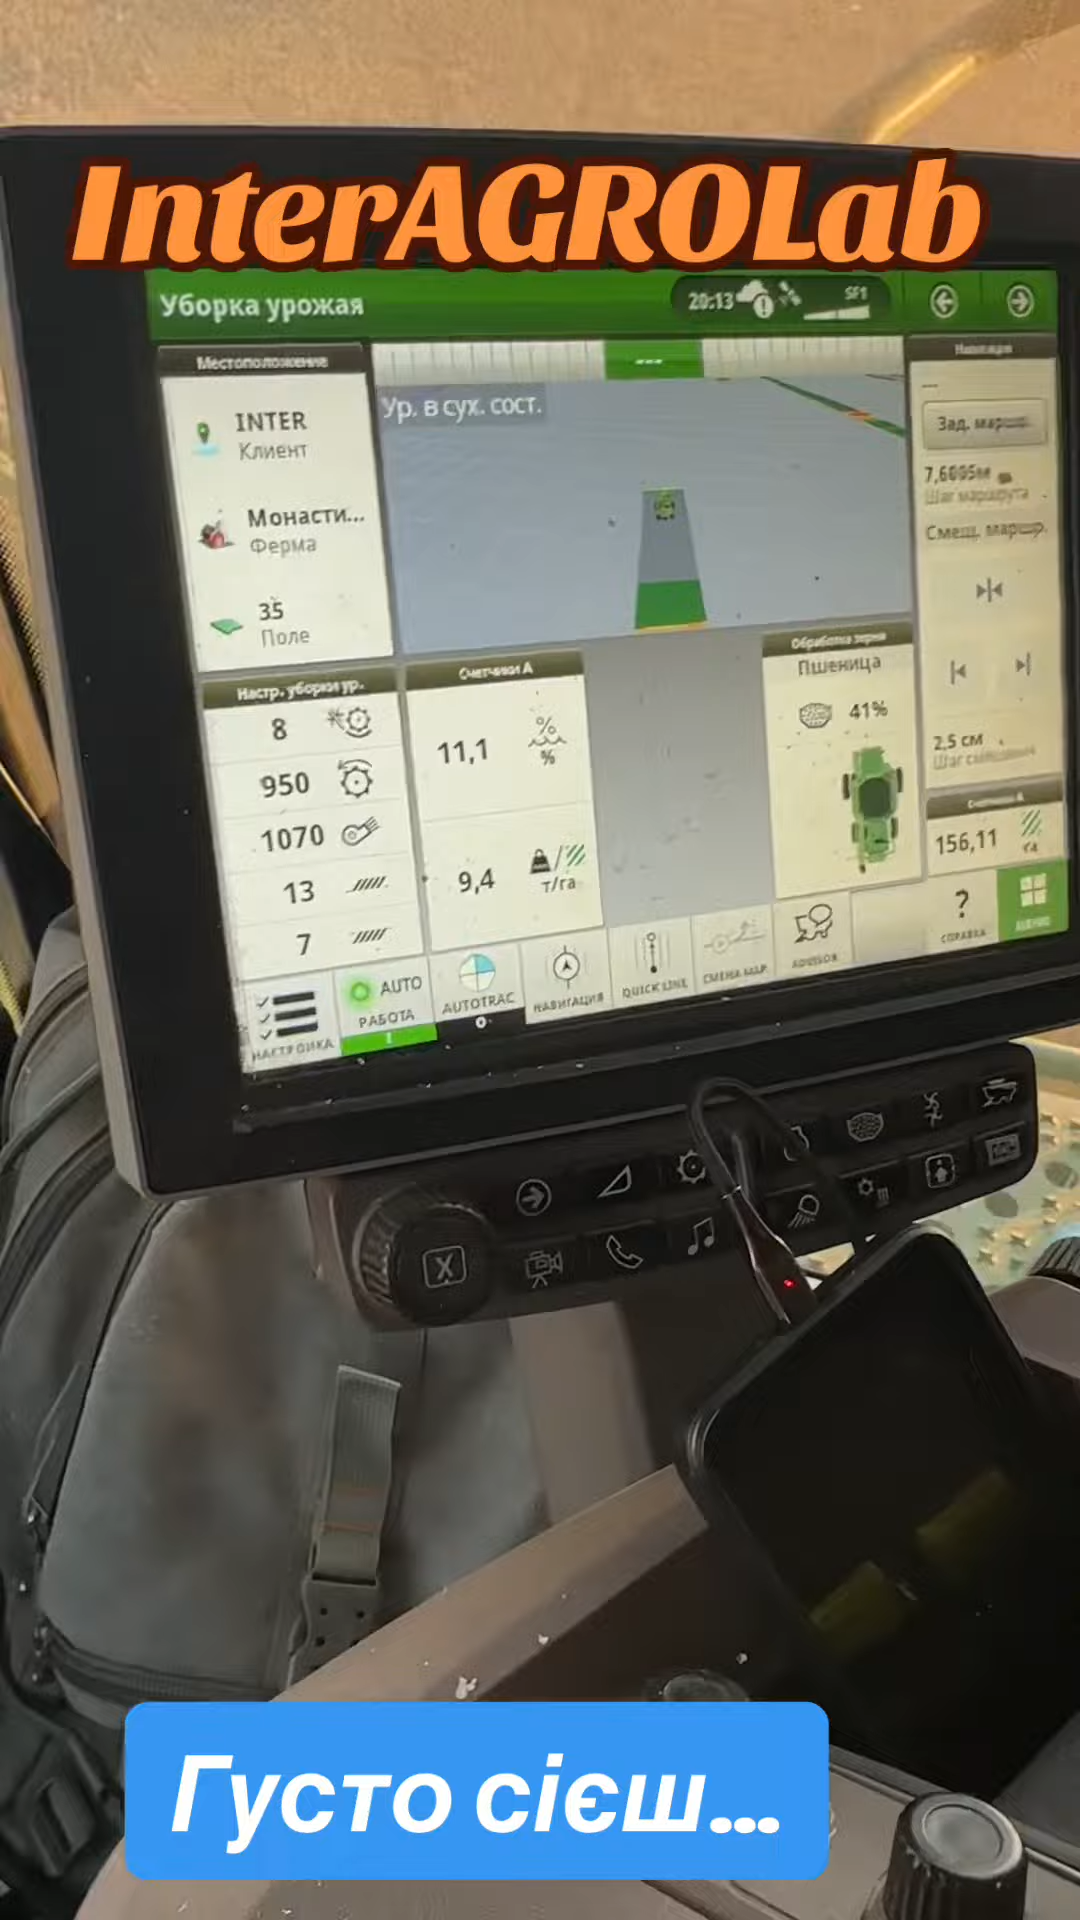 InterAGROLab
Уборка урожая
20:13
SF1
Местоположение
INTER
Клиент
Монасти...
Ферма
35
Поле
Ур. в сух. сост.
Навигация
---
Зад. маршр.
7,6005м
Шаг маршрута
Смещ. маршр.
2,5 см
Шаг смещения
Настр. уборки ур.
8
950
1070
13
7
Счетчики А
11,1
%
%
9,4
т/га
Обработка зерна
Пшеница
41%
Счетчики А
156,11
га
НАСТРОЙКА
AUTO
РАБОТА
AUTOTRAC
НАВИГАЦИЯ
QUICK LINE
СМЕНА МАР.
ADVISOR
?
СПРАВКА
МЕНЮ
X
Густо сієш...